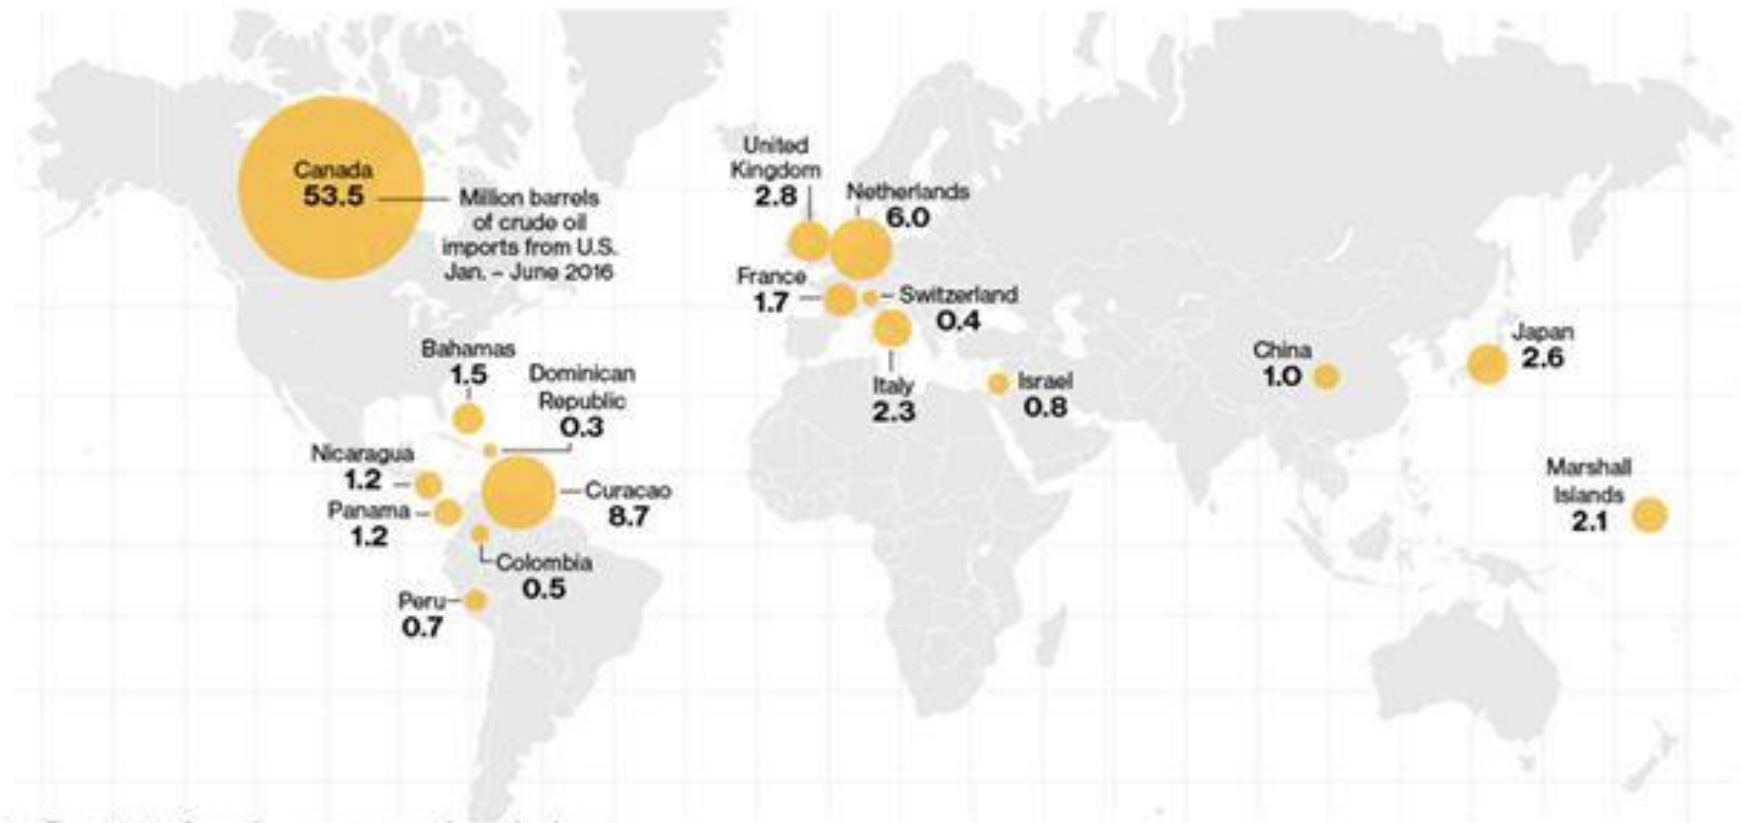 Canada
53.5
Million barrels
of crude oil
imports from U.S.
Jan. – June 2016
United
Kingdom
2.8
Netherlands
6.0
France
1.7
Switzerland
0.4
Italy
2.3
Israel
0.8
China
1.0
Japan
2.6
Marshall
Islands
2.1
Bahamas
1.5
Dominican
Republic
0.3
Nicaragua
1.2
Panama
1.2
Curacao
8.7
Colombia
0.5
Peru
0.7